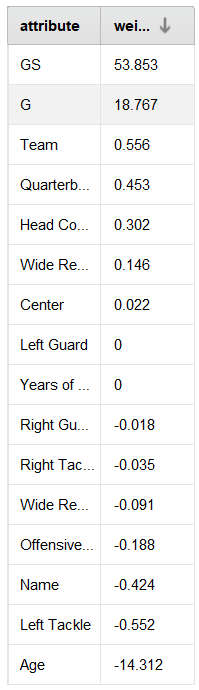 attribute wei...
GS 53.853
G 18.767
Team 0.556
Quarterb... 0.453
Head Co... 0.302
Wide Re... 0.146
Center 0.022
Left Guard 0
Years of ... 0
Right Gu... -0.018
Right Tac... -0.035
Wide Re... -0.091
Offensive... -0.188
Name -0.424
Left Tackle -0.552
Age -14.312